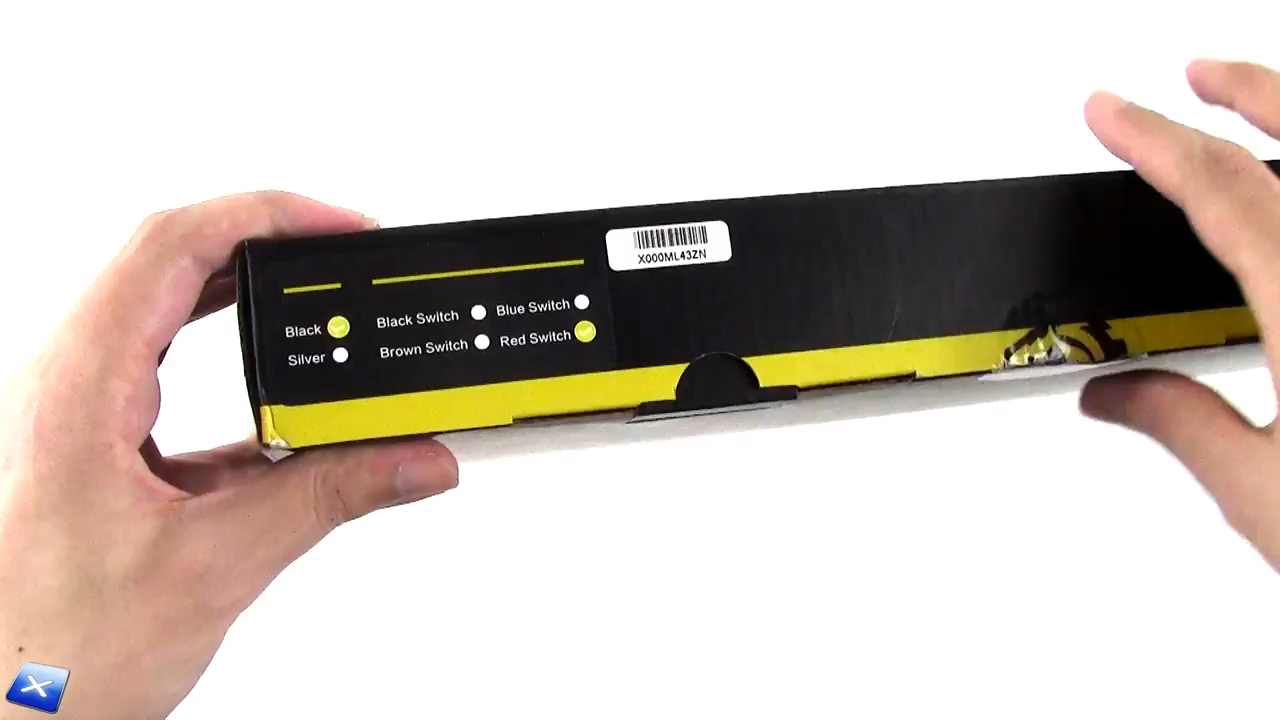 X000ML43ZN
Black
Silver
Black Switch
Blue Switch
Brown Switch
Red Switch